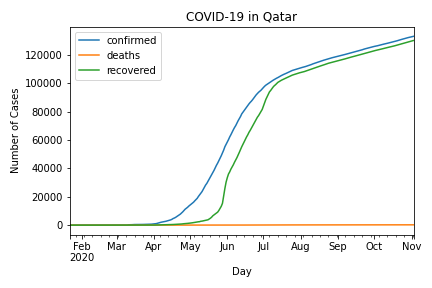 COVID-19 in Qatar
confirmed
deaths
recovered
Number of Cases
120000
100000
80000
60000
40000
20000
0
Feb Mar Apr May Jun Jul Aug Sep Oct Nov
2020
Day